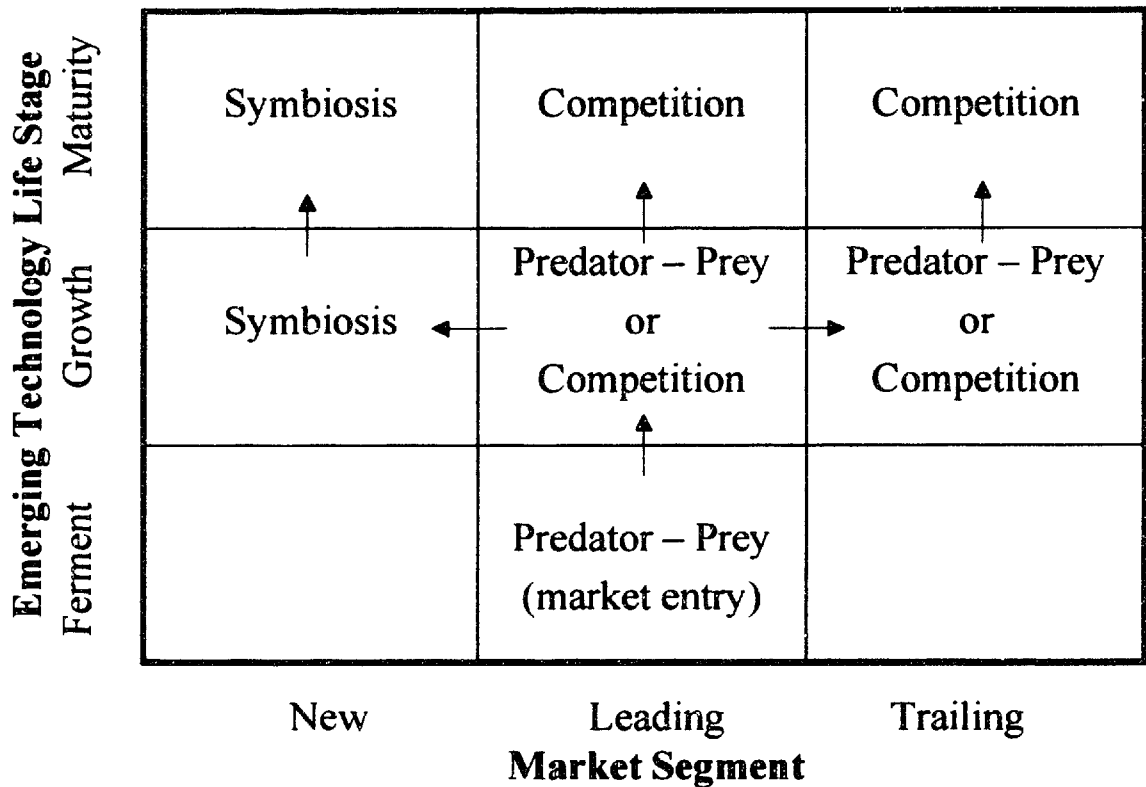 Emerging Technology Life Stage
Maturity
Growth
Ferment
Symbiosis
Competition
Competition
Symbiosis
Predator – Prey
or
Competition
Predator – Prey
or
Competition
Predator – Prey
(market entry)
New
Leading
Trailing
Market Segment